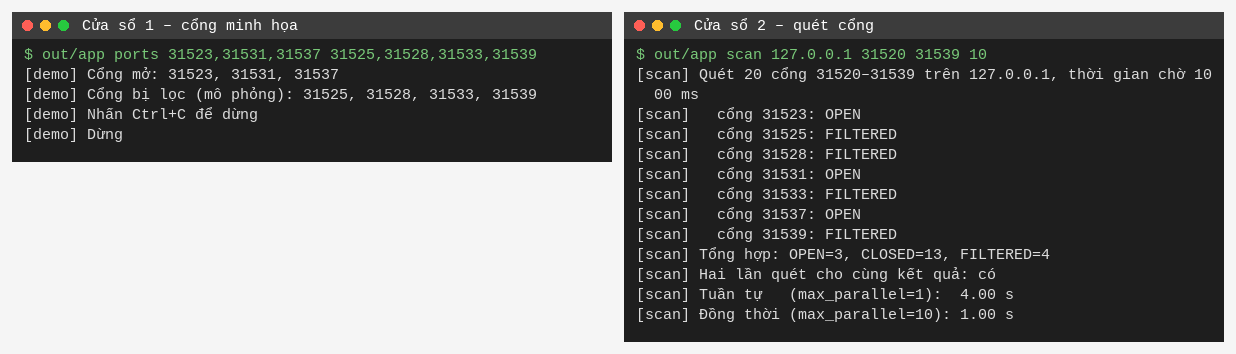 Cửa sổ 1 – cổng minh họa
$ out/app ports 31523,31531,31537 31525,31528,31533,31539
[demo] Cổng mở: 31523, 31531, 31537
[demo] Cổng bị lọc (mô phỏng): 31525, 31528, 31533, 31539
[demo] Nhấn Ctrl+C để dừng
[demo] Dừng
Cửa sổ 2 – quét cổng
$ out/app scan 127.0.0.1 31520 31539 10
[scan] Quét 20 cổng 31520–31539 trên 127.0.0.1, thời gian chờ 10
00 ms
[scan]   cổng 31523: OPEN
[scan]   cổng 31525: FILTERED
[scan]   cổng 31528: FILTERED
[scan]   cổng 31531: OPEN
[scan]   cổng 31533: FILTERED
[scan]   cổng 31537: OPEN
[scan]   cổng 31539: FILTERED
[scan] Tổng hợp: OPEN=3, CLOSED=13, FILTERED=4
[scan] Hai lần quét cho cùng kết quả: có
[scan] Tuần tự   (max_parallel=1):  4.00 s
[scan] Đồng thời (max_parallel=10): 1.00 s